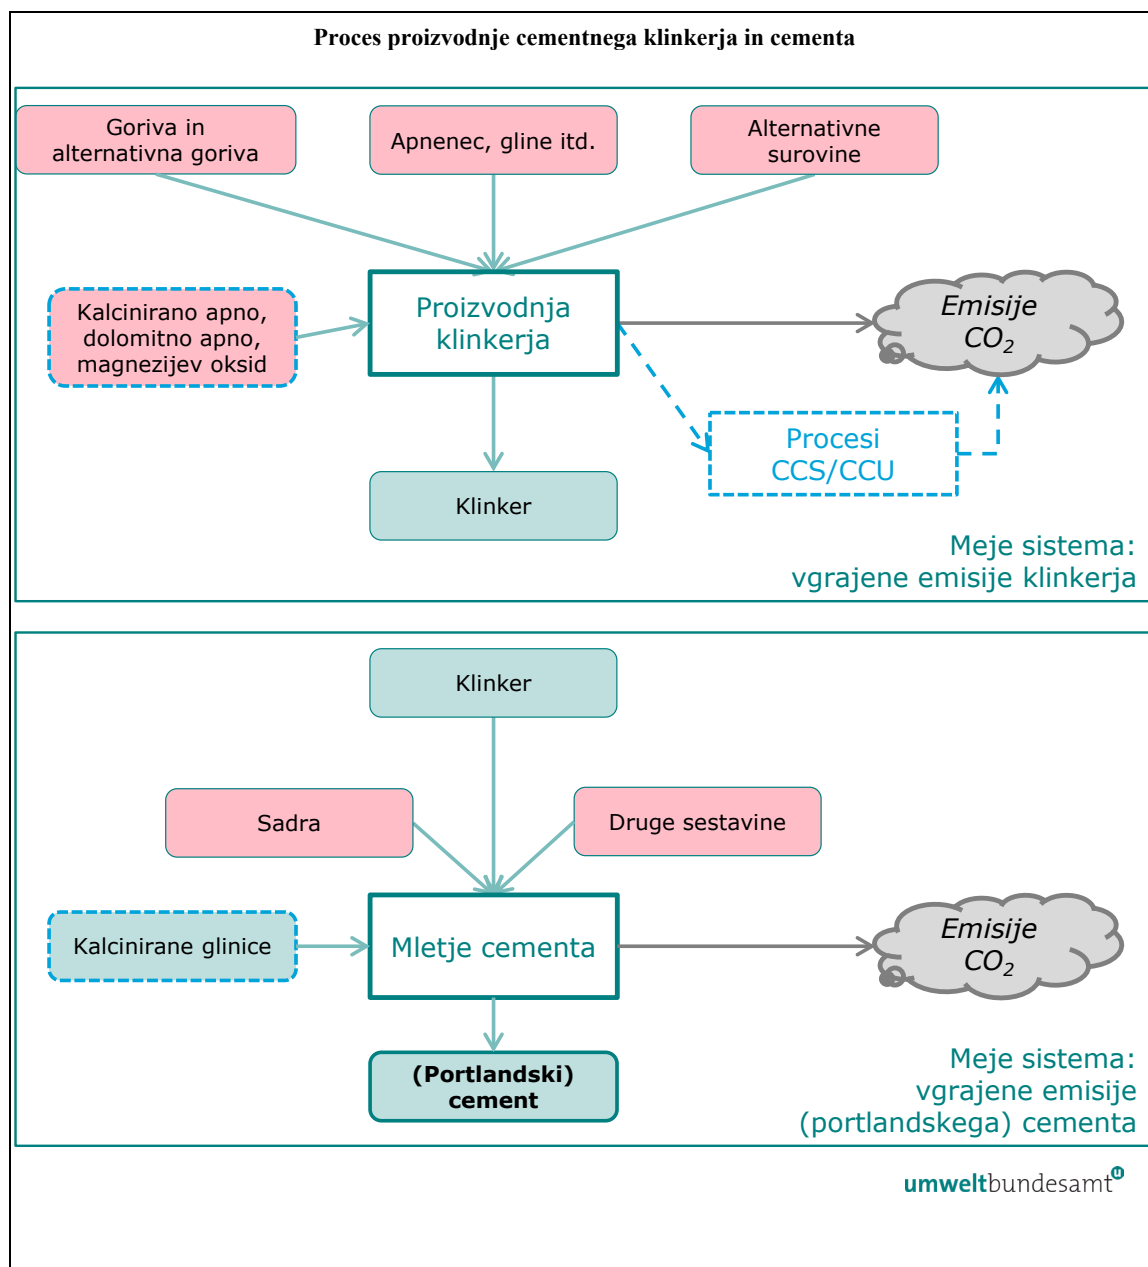 Proces proizvodnje cementnega klinkerja in cementa
Goriva in
alternativna goriva
Apnenec, gline itd.
Alternativne
surovine
Kalcinirano apno,
dolomitno apno,
magnezijev oksid
Proizvodnja
klinkerja
Emisije
CO2
Procesi
CCS/CCU
Klinker
Meje sistema:
vgrajene emisije klinkerja
Klinker
Sadra
Druge sestavine
Kalcinirane glinice
Mletje cementa
Emisije
CO2
(Portlandski)
cement
Meje sistema:
vgrajene emisije
(portlandskega) cementa
umweltbundesamt u